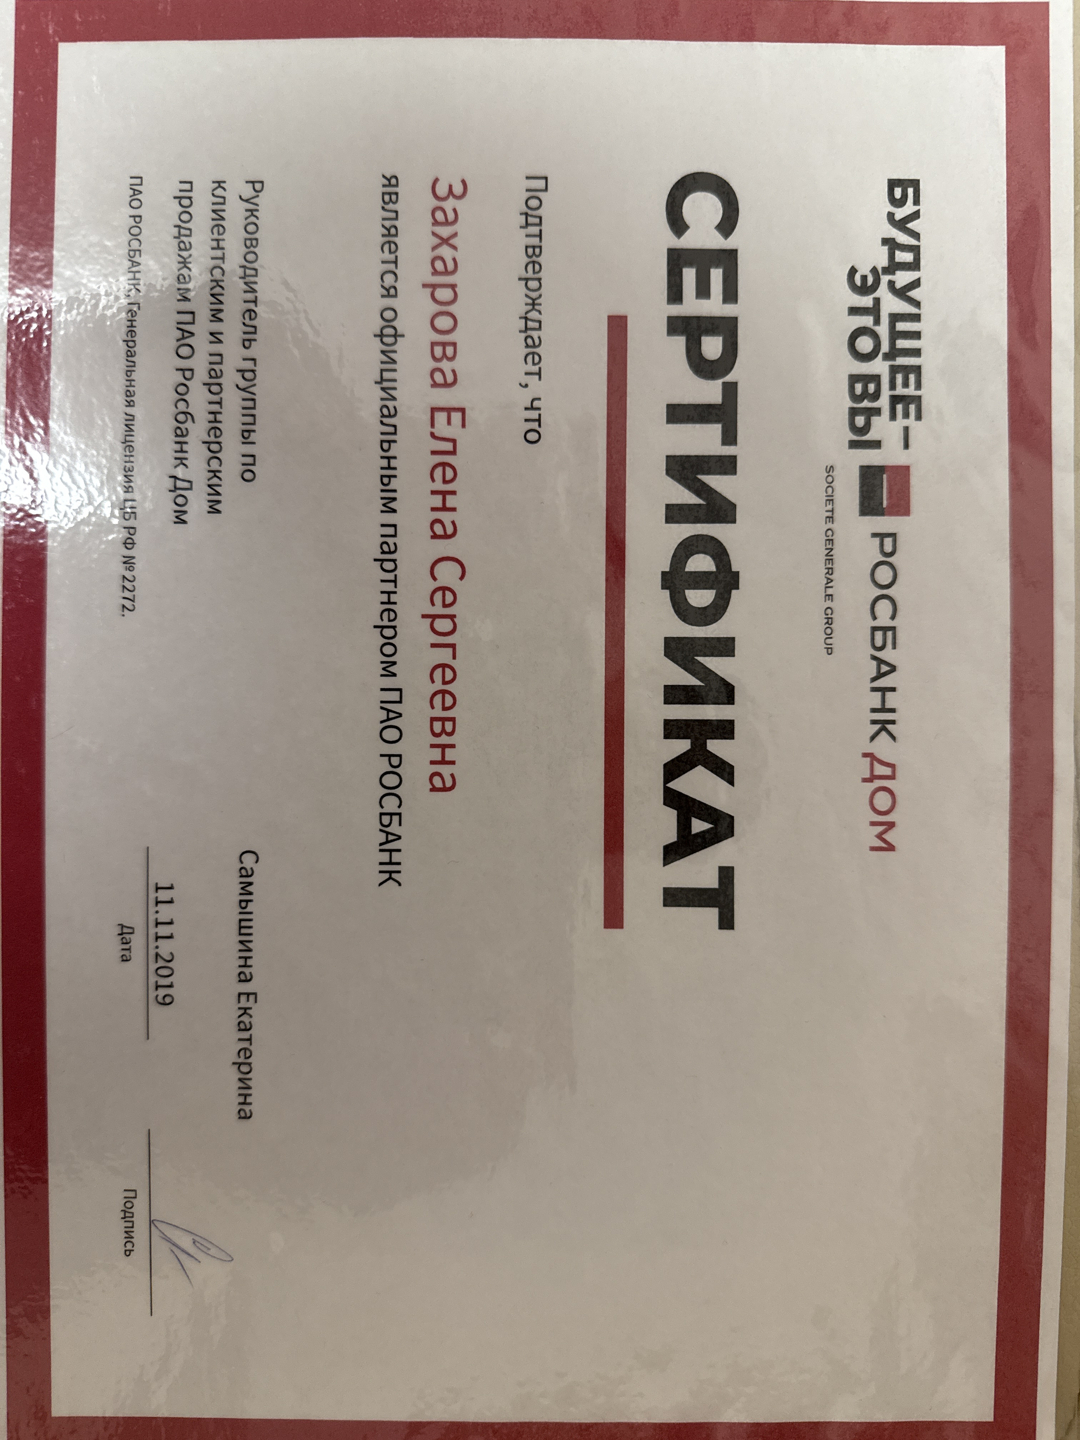 БУДУЩЕЕ–
ЭТО ВЫ
РОСБАНК ДОМ
SOCIETE GENERALE GROUP
СЕРТИФИКАТ
Подтверждает, что
Захарова Елена Сергеевна
является официальным партнером ПАО РОСБАНК
Руководитель группы по
клиентским и партнерским
продажам ПАО Росбанк Дом
Самышина Екатерина
11.11.2019
Дата
Подпись
ПАО РОСБАНК, Генеральная лицензия ЦБ РФ №2272.